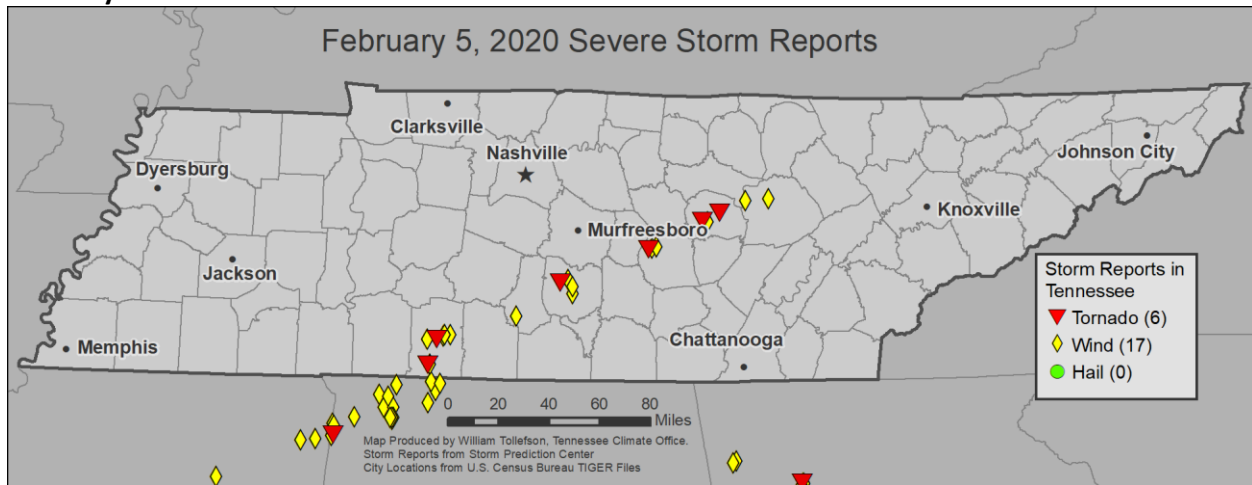 February 5, 2020 Severe Storm Reports
Clarksville
Nashville
Dyersburg
Johnson City
Murfreesboro
Knoxville
Jackson
Storm Reports in
Tennessee
Tornado (6)
Wind (17)
Hail (0)
Memphis
Chattanooga
0 20 40 60 80
Miles
Map Produced by William Tollefson, Tennessee Climate Office.
Storm Reports from Storm Prediction Center
City Locations from U.S. Census Bureau TIGER Files